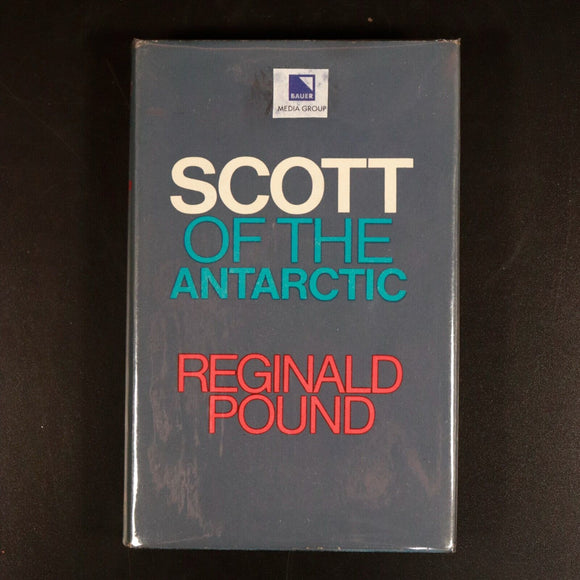 BAUER
MEDIA GROUP
SCOTT
OF THE
ANTARCTIC
REGINALD
POUND